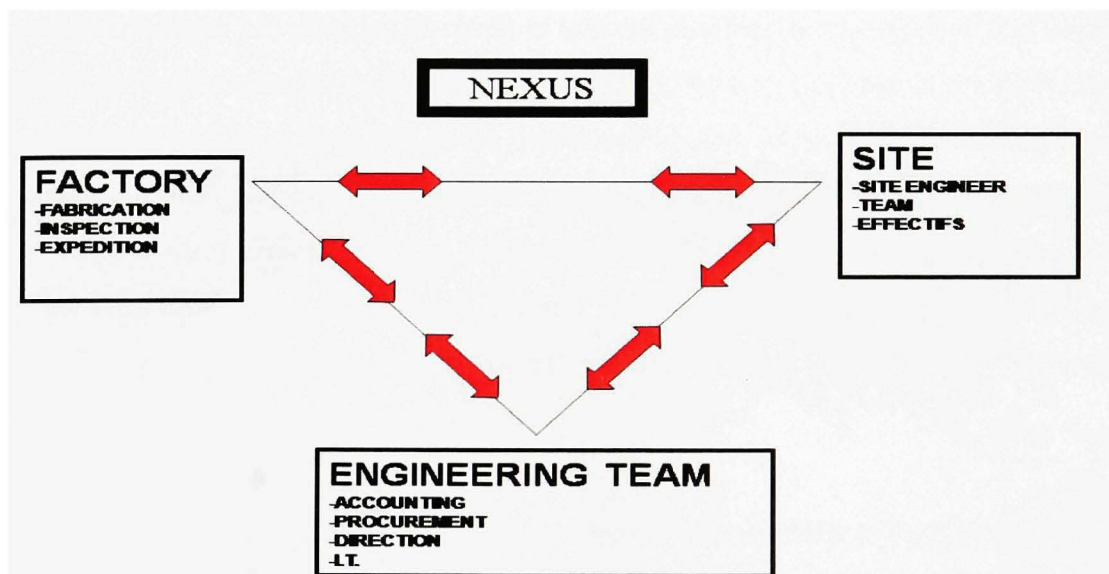 NEXUS
FACTORY
-FABRICATION
-INSPECTION
-EXPEDITION
SITE
-SITE ENGINEER
-TEAM
-EFFECTIFS
ENGINEERING TEAM
-ACCOUNTING
-PROCUREMENT
-DIRECTION
-I.T.